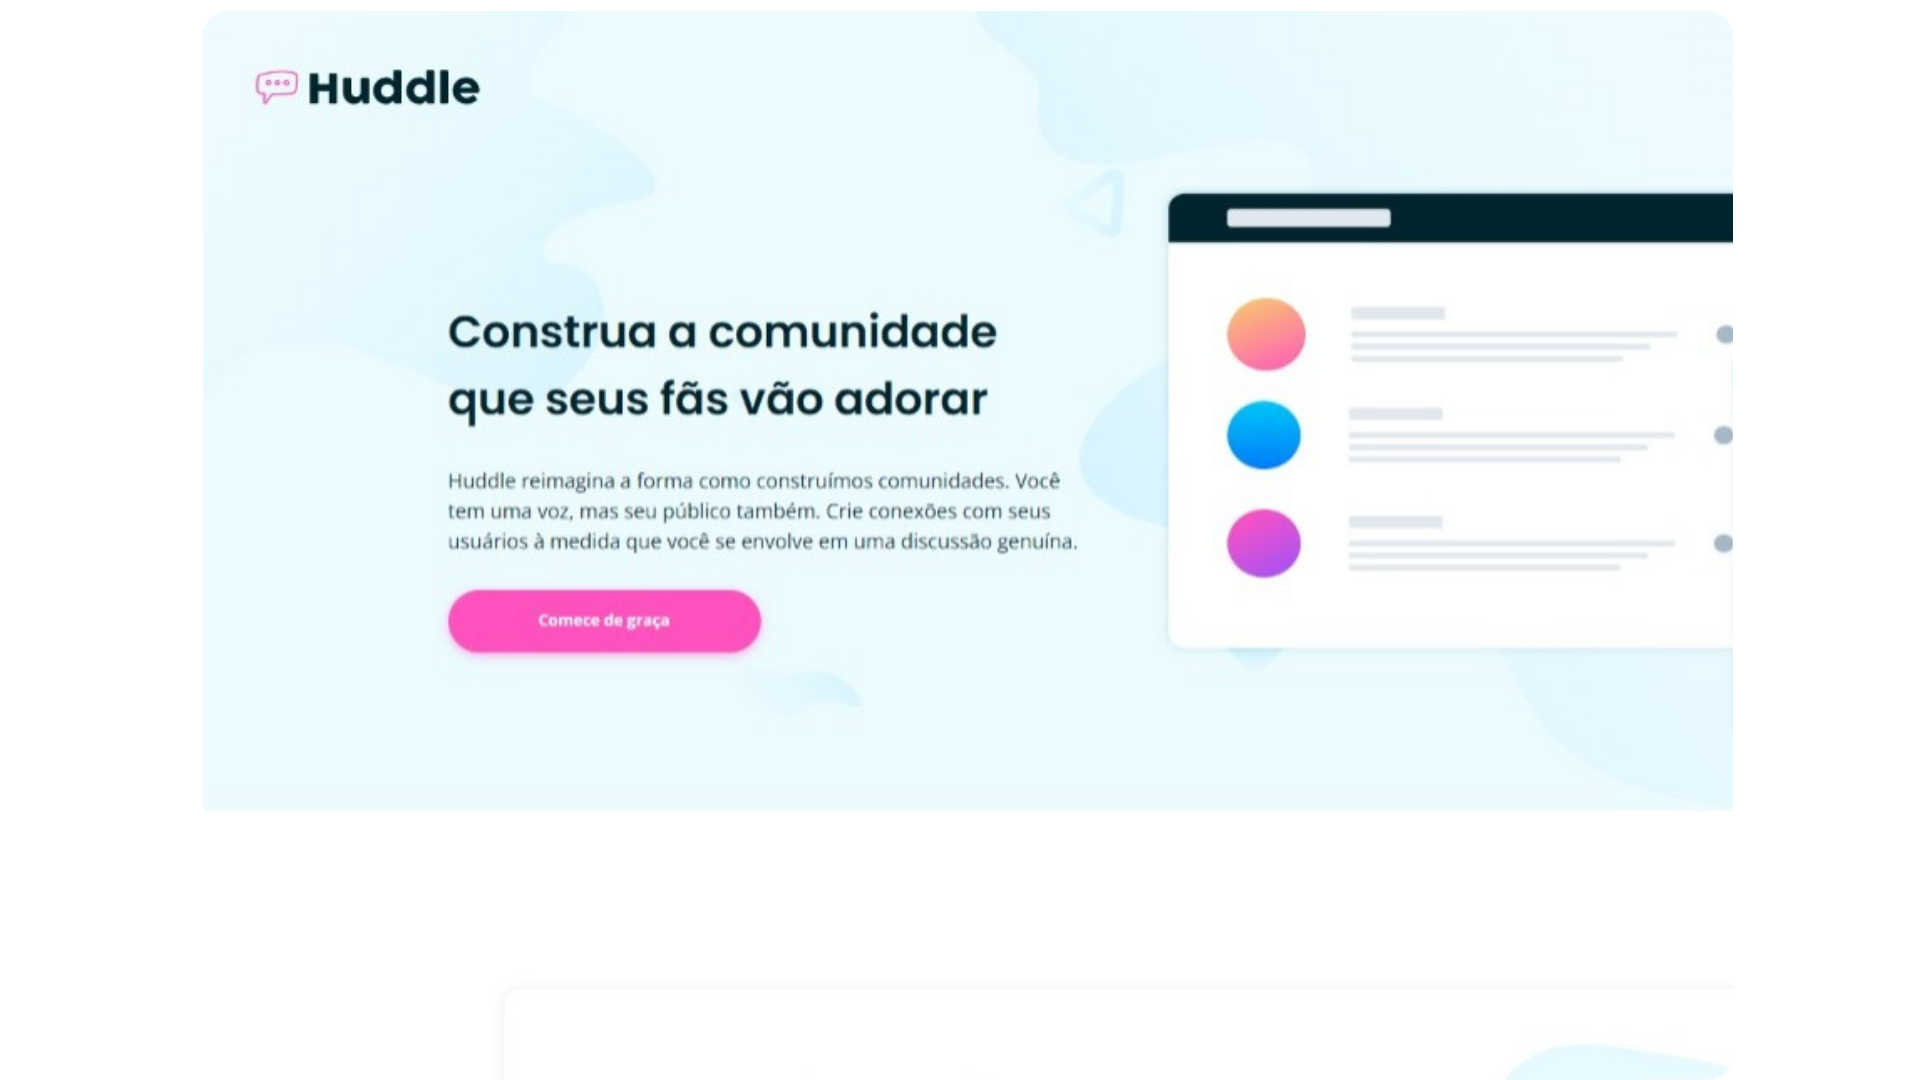 Huddle
Construa a comunidade
que seus fãs vão adorar
Huddle reimagina a forma como construímos comunidades. Você
tem uma voz, mas seu público também. Crie conexões com seus
usuários à medida que você se envolve em uma discussão genuína.
Comece de graça